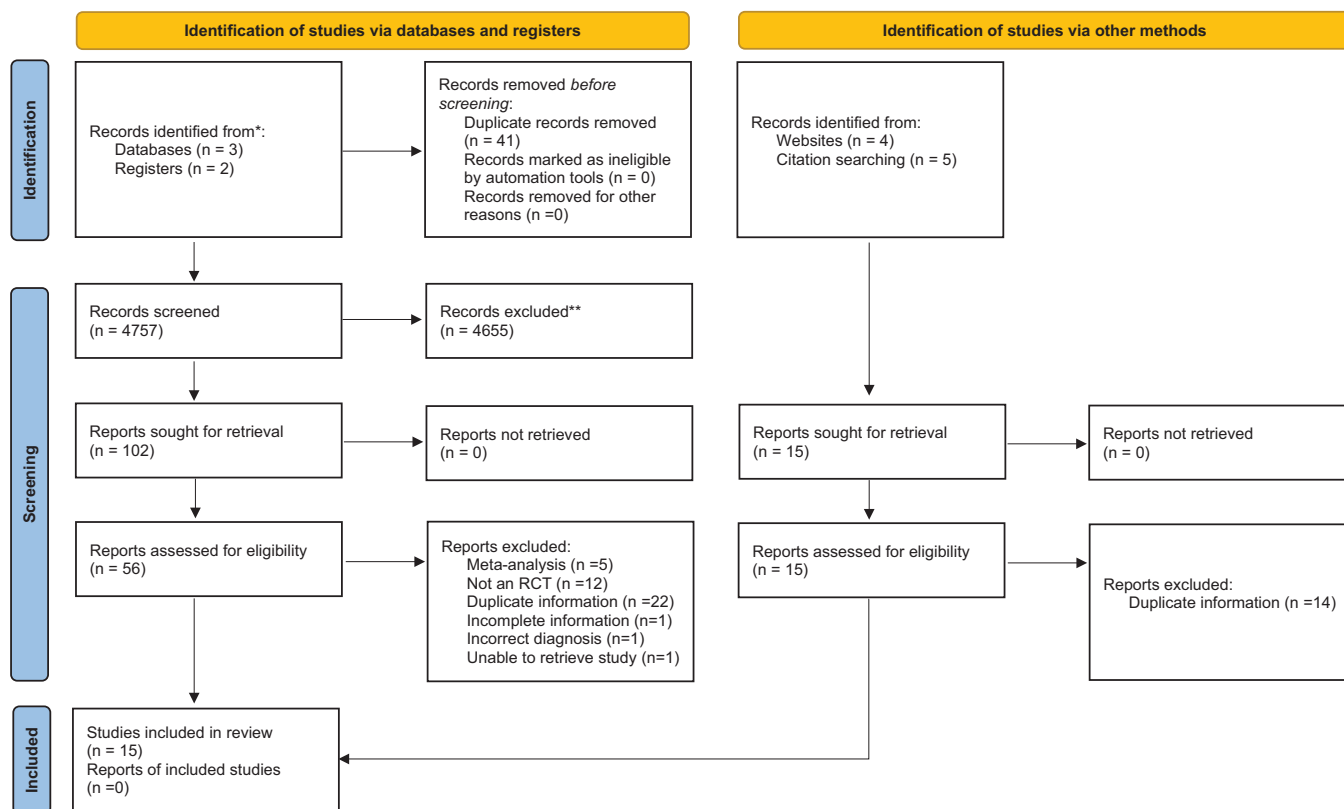 Identification of studies via databases and registers
Identification of studies via other methods
Identification
Records identified from*:
Databases (n = 3)
Registers (n = 2)
Records removed before
screening:
Duplicate records removed
(n = 41)
Records marked as ineligible
by automation tools (n = 0)
Records removed for other
reasons (n =0)
Records identified from:
Websites (n = 4)
Citation searching (n = 5)
Screening
Records screened
(n = 4757)
Records excluded**
(n = 4655)
Reports sought for retrieval
(n = 102)
Reports not retrieved
(n = 0)
Reports sought for retrieval
(n = 15)
Reports not retrieved
(n = 0)
Reports assessed for eligibility
(n = 56)
Reports excluded:
Meta-analysis (n =5)
Not an RCT (n =12)
Duplicate information (n =22)
Incomplete information (n=1)
Incorrect diagnosis (n=1)
Unable to retrieve study (n=1)
Reports assessed for eligibility
(n = 15)
Reports excluded:
Duplicate information (n =14)
Included
Studies included in review
(n = 15)
Reports of included studies
(n =0)